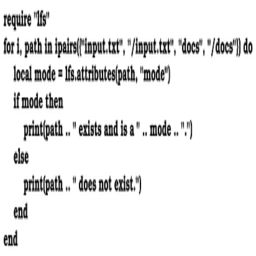 require "lfs"
for i, path in ipairs({"input.txt", "/input.txt", "docs", "/docs"}) do
local mode = lfs.attributes(path, "mode")
if mode then
print(path .. " exists and is a " .. mode .. ".")
else
print(path .. " does not exist.")
end
end